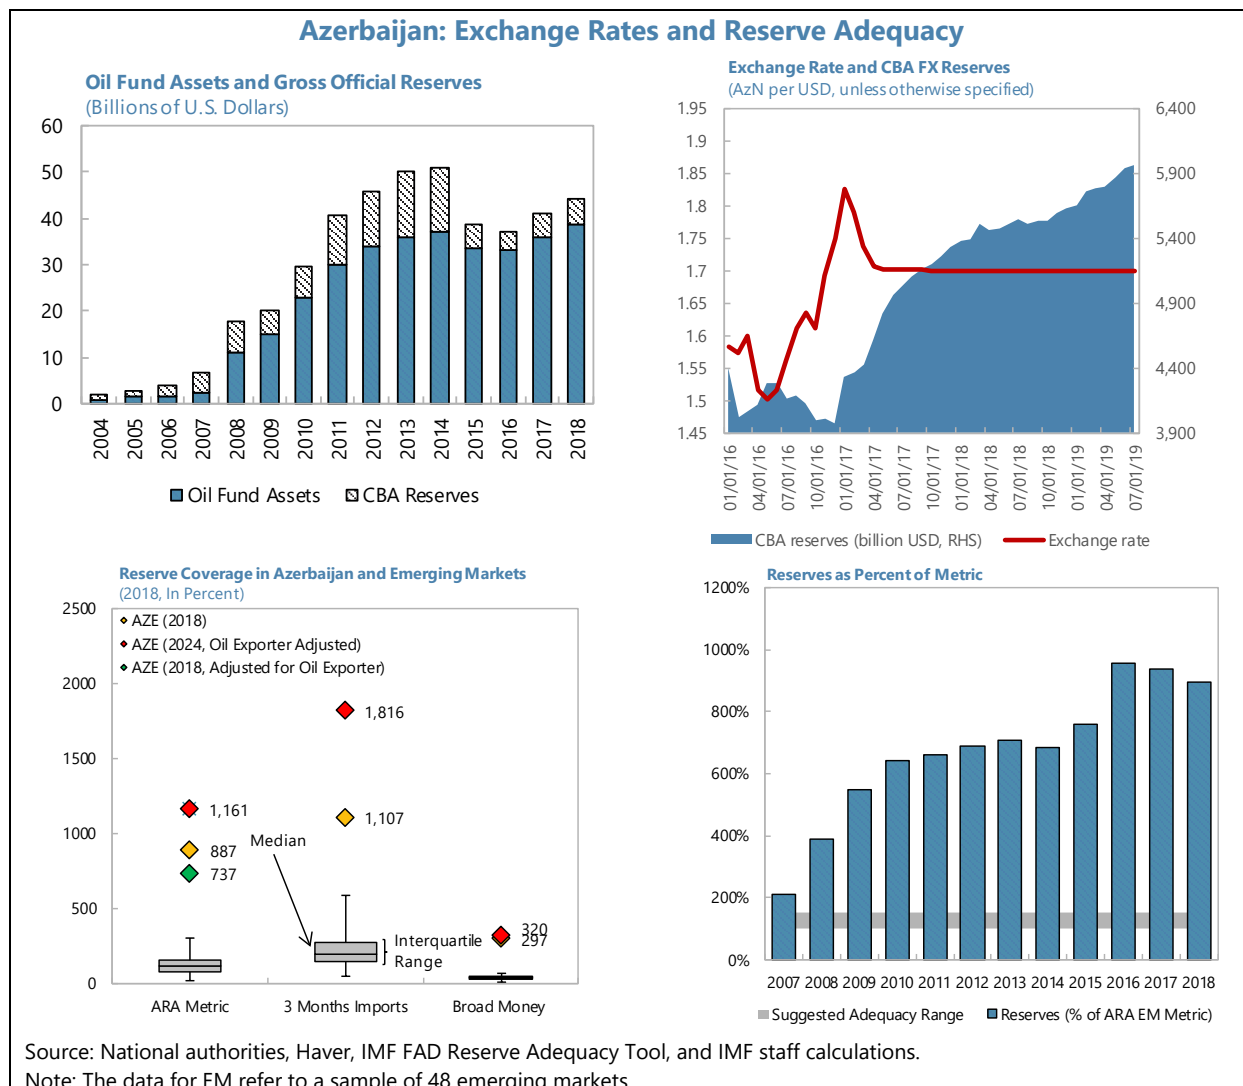 Azerbaijan: Exchange Rates and Reserve Adequacy
Oil Fund Assets and Gross Official Reserves
(Billions of U.S. Dollars)
60
50
40
30
20
10
0
2004
2005
2006
2007
2008
2009
2010
2011
2012
2013
2014
2015
2016
2017
2018
Oil Fund Assets
CBA Reserves
Exchange Rate and CBA FX Reserves
(AzN per USD, unless otherwise specified)
1.95
1.9
1.85
1.8
1.75
1.7
1.65
1.6
1.55
1.5
1.45
6,400
5,900
5,400
4,900
4,400
3,900
01/01/16
04/01/16
07/01/16
10/01/16
01/01/17
04/01/17
07/01/17
10/01/17
01/01/18
04/01/18
07/01/18
10/01/18
01/01/19
04/01/19
07/01/19
CBA reserves (billion USD, RHS)
Exchange rate
Reserve Coverage in Azerbaijan and Emerging Markets
(2018, In Percent)
2500
2000
1500
1000
500
0
AZE (2018)
AZE (2024, Oil Exporter Adjusted)
AZE (2018, Adjusted for Oil Exporter)
1,816
1,161
1,107
Median
887
737
320
297
Interquartile
Range
ARA Metric
3 Months Imports
Broad Money
Reserves as Percent of Metric
1200%
1000%
800%
600%
400%
200%
0%
2007 2008 2009 2010 2011 2012 2013 2014 2015 2016 2017 2018
Suggested Adequacy Range
Reserves (% of ARA EM Metric)
Source: National authorities, Haver, IMF FAD Reserve Adequacy Tool, and IMF staff calculations.
Note: The data for EM refer to a sample of 48 emerging markets